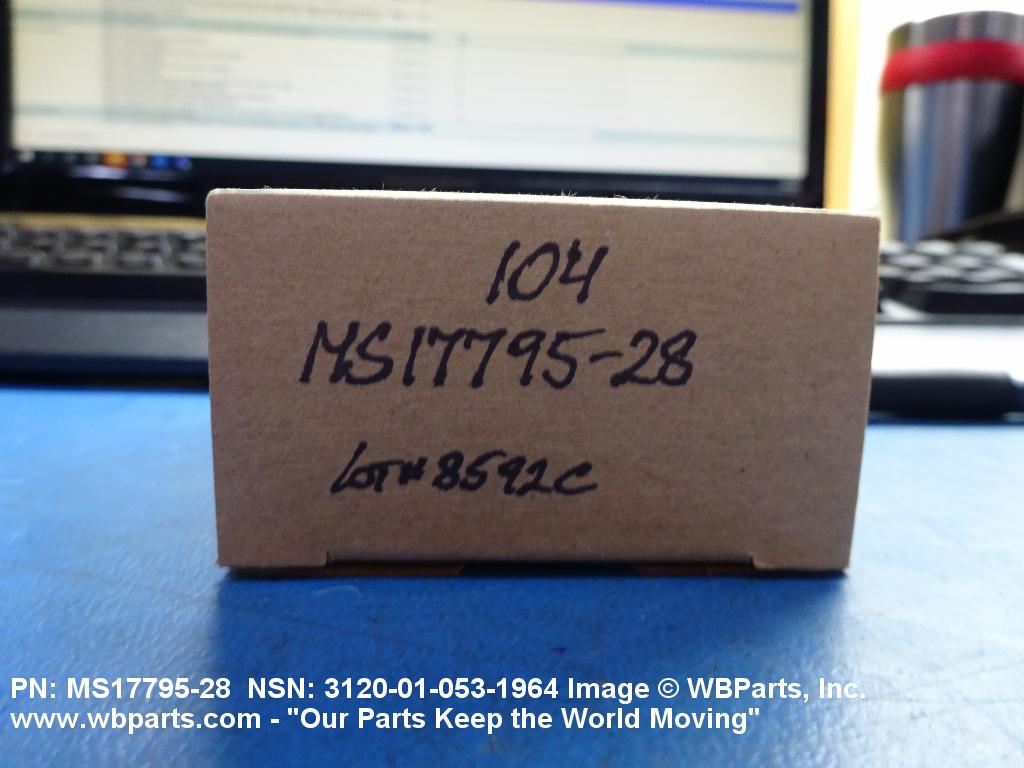 104
MS17795-28
LOT# 8592C
PN: MS17795-28 NSN: 3120-01-053-1964 Image © WBParts, Inc.
www.wbparts.com - "Our Parts Keep the World Moving"